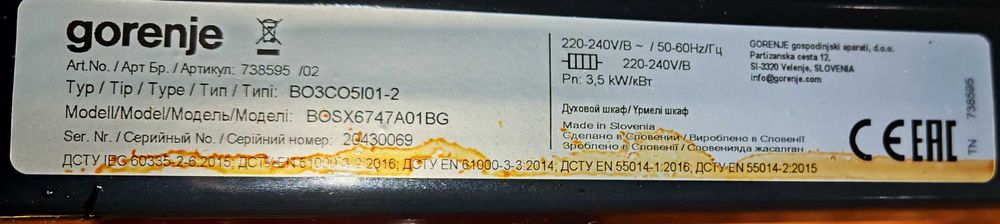 gorenje
Art.No. / Арт Бр. / Артикул: 738595 /02
Typ / Tip / Type / Тип / Типі: BO3CO5I01-2
Modell/Model/Модель/Моделі: BOSX6747A01BG
Ser. Nr. / Серийный No / Серійний номер: 20430069
ДСТУ IEC 60335-2-6:2015; ДСТУ EN 61000-3-2:2016; ДСТУ EN 61000-3-3:2014; ДСТУ EN 55014-1:2016; ДСТУ EN 55014-2:2015
220-240V/В ~ / 50-60Hz/Гц
220-240V/В
Pn: 3,5 kW/кВт
Духовой шкаф/ Үрмелі шкаф
Made in Slovenia
Сделано в Словений/ Вироблено в Словенії
Зроблено в Словенії / Словенияда жасалған
GORENJE gospodinjski aparati, d.o.o.
Partizanska cesta 12,
SI-3320 Velenje, SLOVENIA
info@gorenje.com
CE EAC
TN 738595